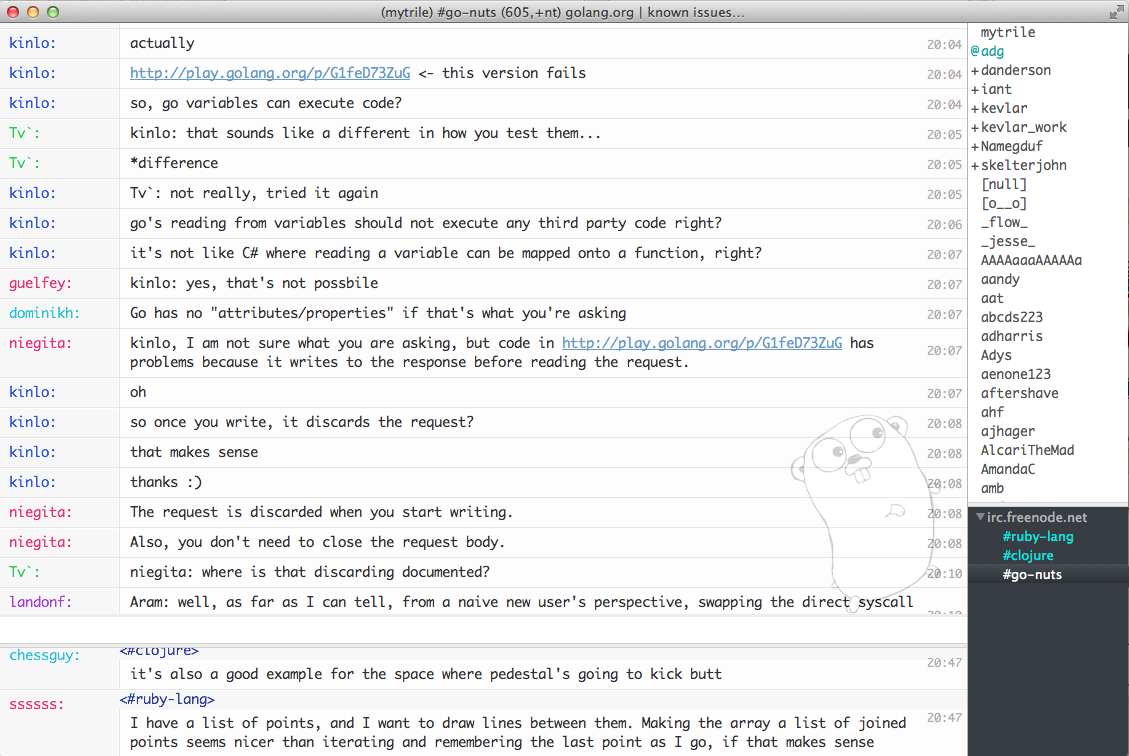 (mytrile) #go-nuts (605,+nt) golang.org | known issues...
kinlo: actually 20:04
kinlo: http://play.golang.org/p/G1feD73ZuG <- this version fails 20:04
kinlo: so, go variables can execute code? 20:04
Tv`: kinlo: that sounds like a different in how you test them... 20:05
Tv`: *difference 20:05
kinlo: Tv`: not really, tried it again 20:05
kinlo: go's reading from variables should not execute any third party code right? 20:06
kinlo: it's not like C# where reading a variable can be mapped onto a function, right? 20:07
guelfey: kinlo: yes, that's not possbile 20:07
dominikh: Go has no "attributes/properties" if that's what you're asking 20:07
niegita: kinlo, I am not sure what you are asking, but code in http://play.golang.org/p/G1feD73ZuG has 20:07
problems because it writes to the response before reading the request.
kinlo: oh 20:07
kinlo: so once you write, it discards the request? 20:08
kinlo: that makes sense 20:08
kinlo: thanks :) 20:08
niegita: The request is discarded when you start writing. 20:08
niegita: Also, you don't need to close the request body. 20:08
Tv`: niegita: where is that discarding documented? 20:10
landonf: Aram: well, as far as I can tell, from a naive new user's perspective, swapping the direct syscall
<#clojure>
chessguy: it's also a good example for the space where pedestal's going to kick butt 20:47
<#ruby-lang>
ssssss: I have a list of points, and I want to draw lines between them. Making the array a list of joined 20:47
points seems nicer than iterating and remembering the last point as I go, if that makes sense
mytrile
@adg
+danderson
+iant
+kevlar
+kevlar_work
+Namegduf
+skelterjohn
[null]
[o__o]
_flow_
_jesse_
AAAAaaaAAAAAa
aandy
aat
abcds223
adharris
Adys
aenone123
aftershave
ahf
ajhager
AlcariTheMad
AmandaC
amb
irc.freenode.net
#ruby-lang
#clojure
#go-nuts